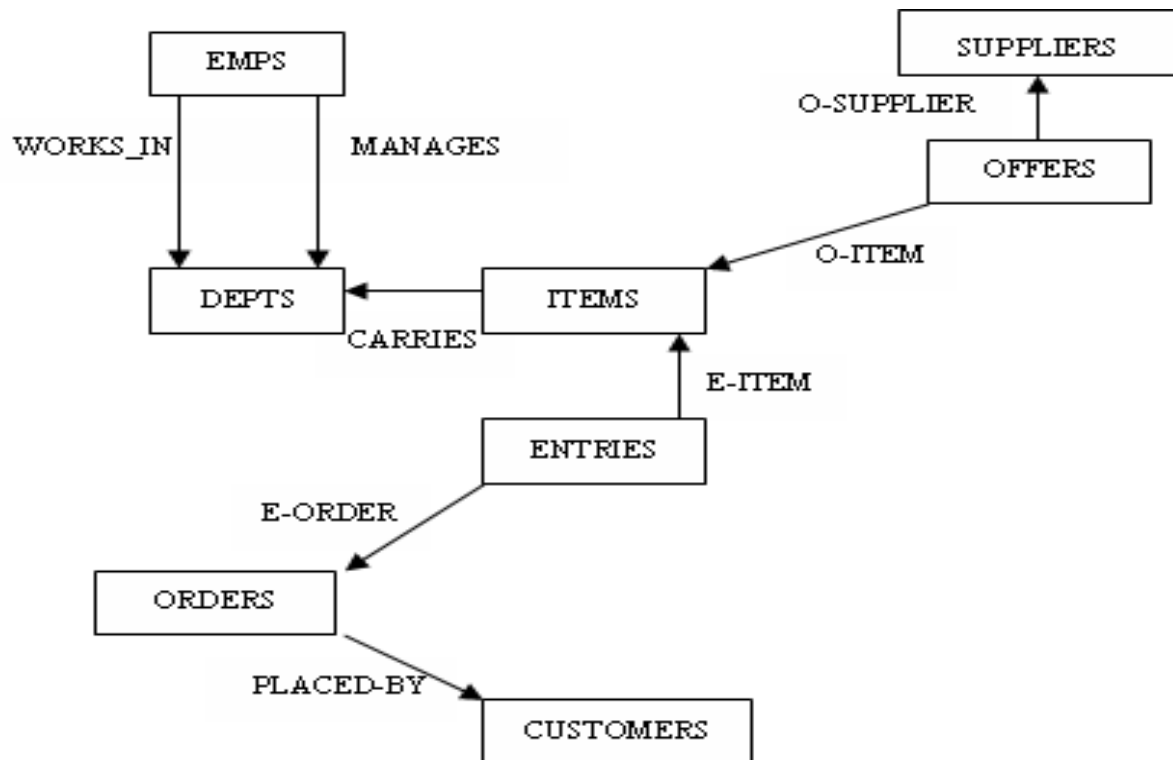 SUPPLIERS
EMPS
O-SUPPLIER
WORKS_IN
MANAGES
OFFERS
O-ITEM
DEPTS
ITEMS
CARRIES
E-ITEM
ENTRIES
E-ORDER
ORDERS
PLACED-BY
CUSTOMERS